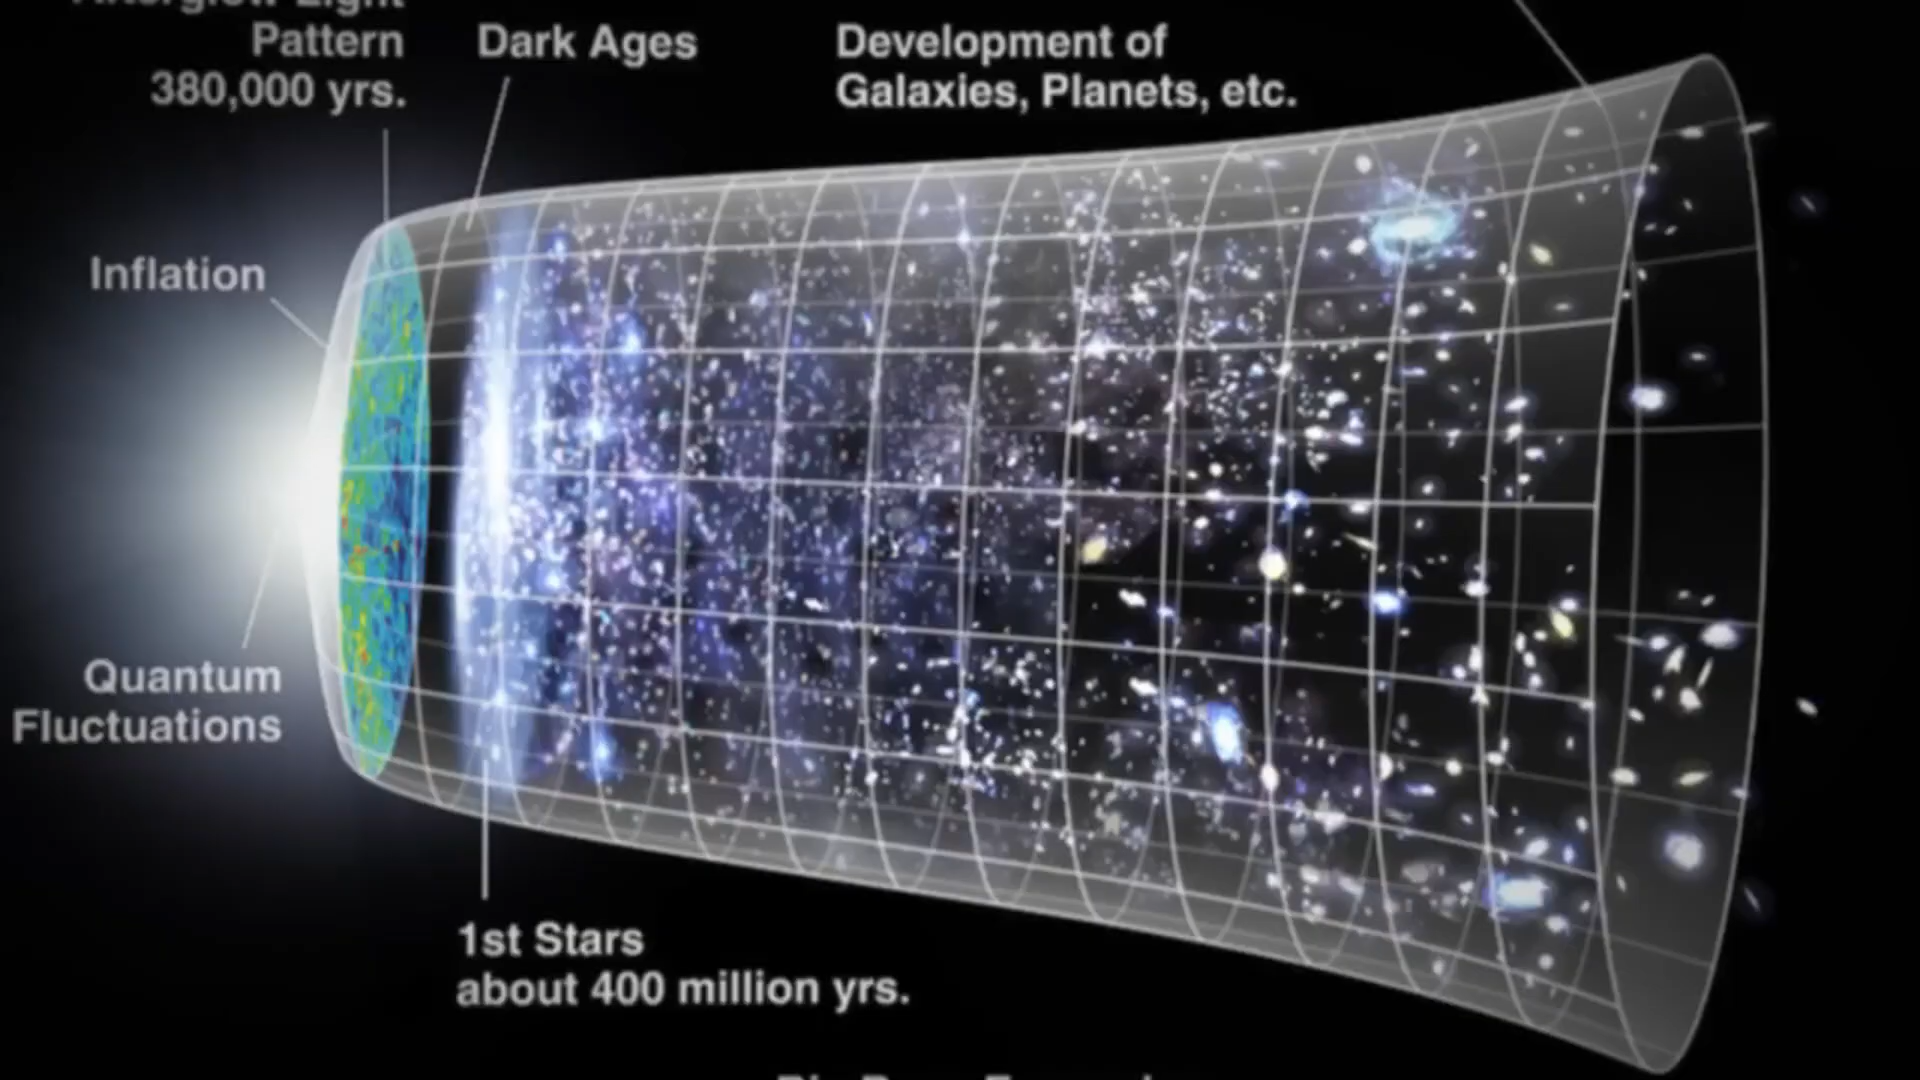 Pattern
380,000 yrs.
Dark Ages
Development of
Galaxies, Planets, etc.
Inflation
Quantum
Fluctuations
1st Stars
about 400 million yrs.